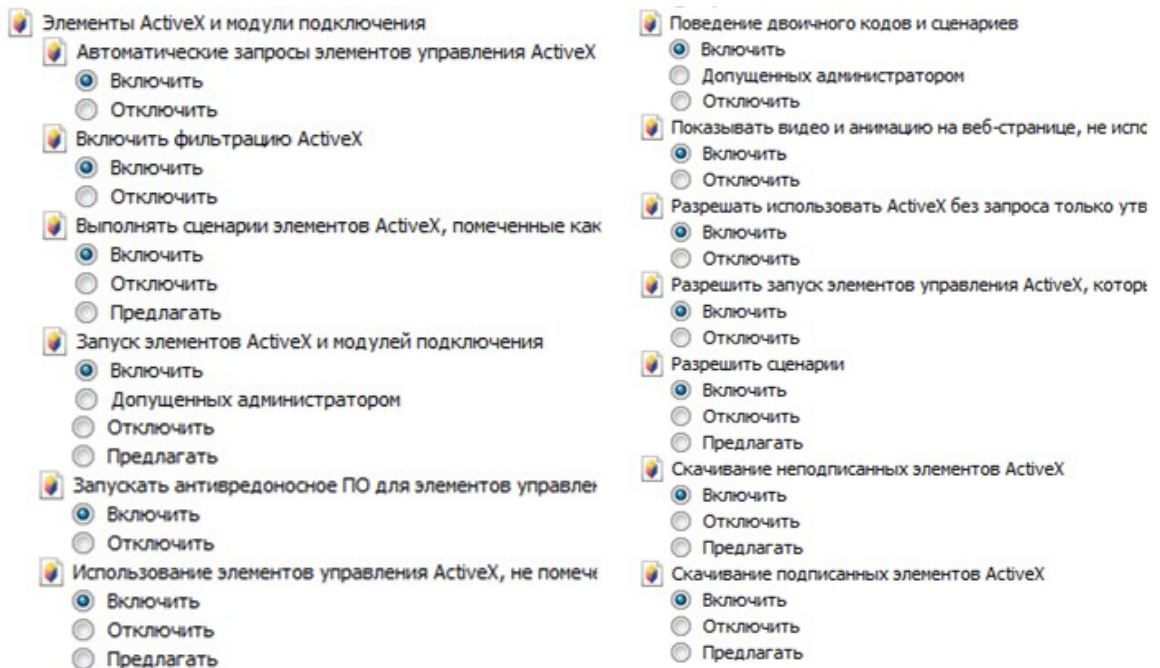 Элементы ActiveX и модули подключения
Автоматические запросы элементов управления ActiveX
Включить
Отключить
Включить фильтрацию ActiveX
Включить
Отключить
Выполнять сценарии элементов ActiveX, помеченные как
Включить
Отключить
Предлагать
Запуск элементов ActiveX и модулей подключения
Включить
Допущенных администратором
Отключить
Предлагать
Запускать антивредоносное ПО для элементов
Включить
Отключить
Использование элементов управления ActiveX, не
Включить
Отключить
Предлагать
Поведение двоичного кодов и сценариев
Включить
Допущенных администратором
Отключить
Показывать видео и анимацию на веб-странице, не
Включить
Отключить
Разрешать использовать ActiveX без запроса только
Включить
Отключить
Разрешить запуск элементов управления ActiveX,
Включить
Отключить
Разрешить сценарии
Включить
Отключить
Предлагать
Скачивание неподписанных элементов ActiveX
Включить
Отключить
Предлагать
Скачивание подписанных элементов ActiveX
Включить
Отключить
Предлагать